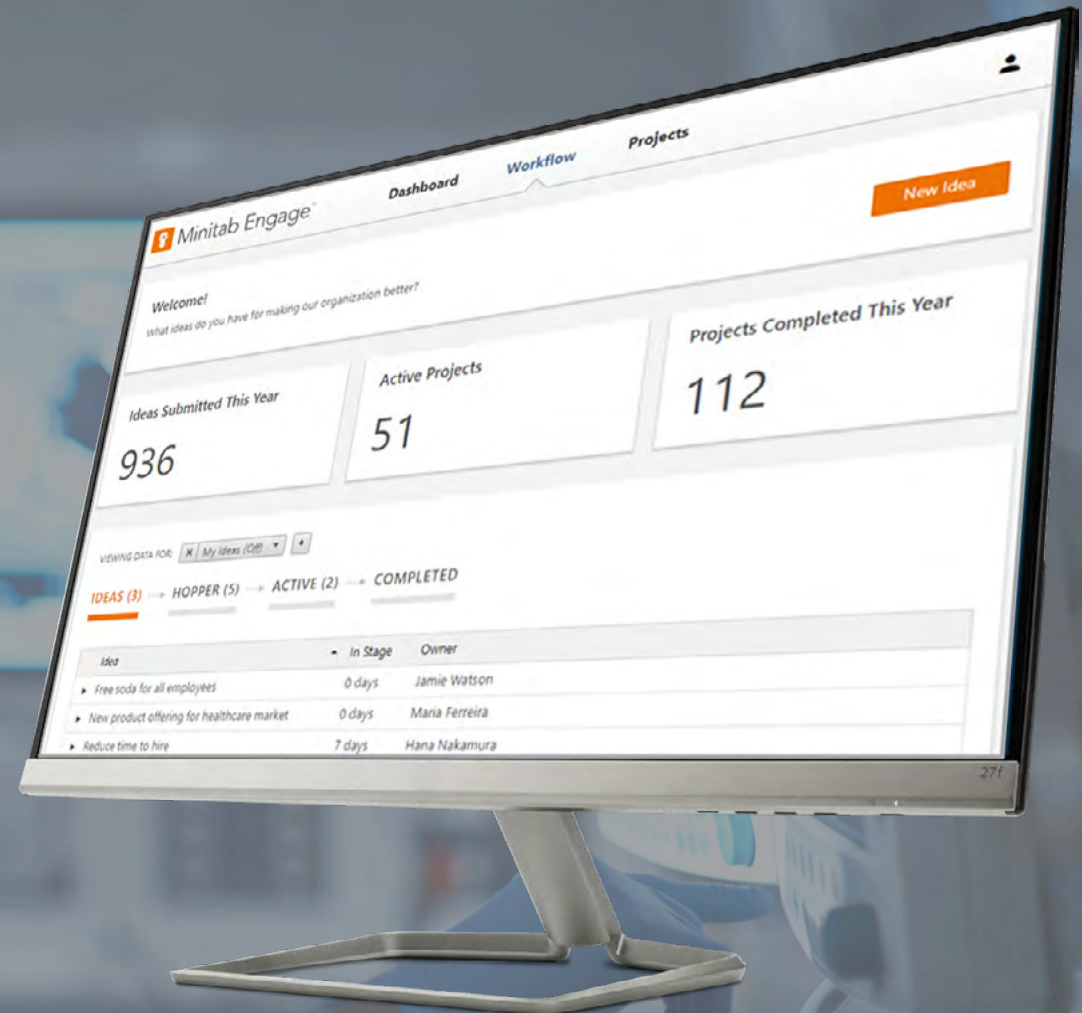 Minitab Engage™
Dashboard
Workflow
Projects
Welcome!
What ideas do you have for making our organization better?
New Idea
Ideas Submitted This Year
936
Active Projects
51
Projects Completed This Year
112
VIEWING DATA FOR: × My Ideas (Off) ▾ +
IDEAS (3) → HOPPER (5) → ACTIVE (2) → COMPLETED
Idea In Stage Owner
Free soda for all employees 0 days Jamie Watson
New product offering for healthcare market 0 days Maria Ferreira
Reduce time to hire 7 days Hana Nakamura
27f